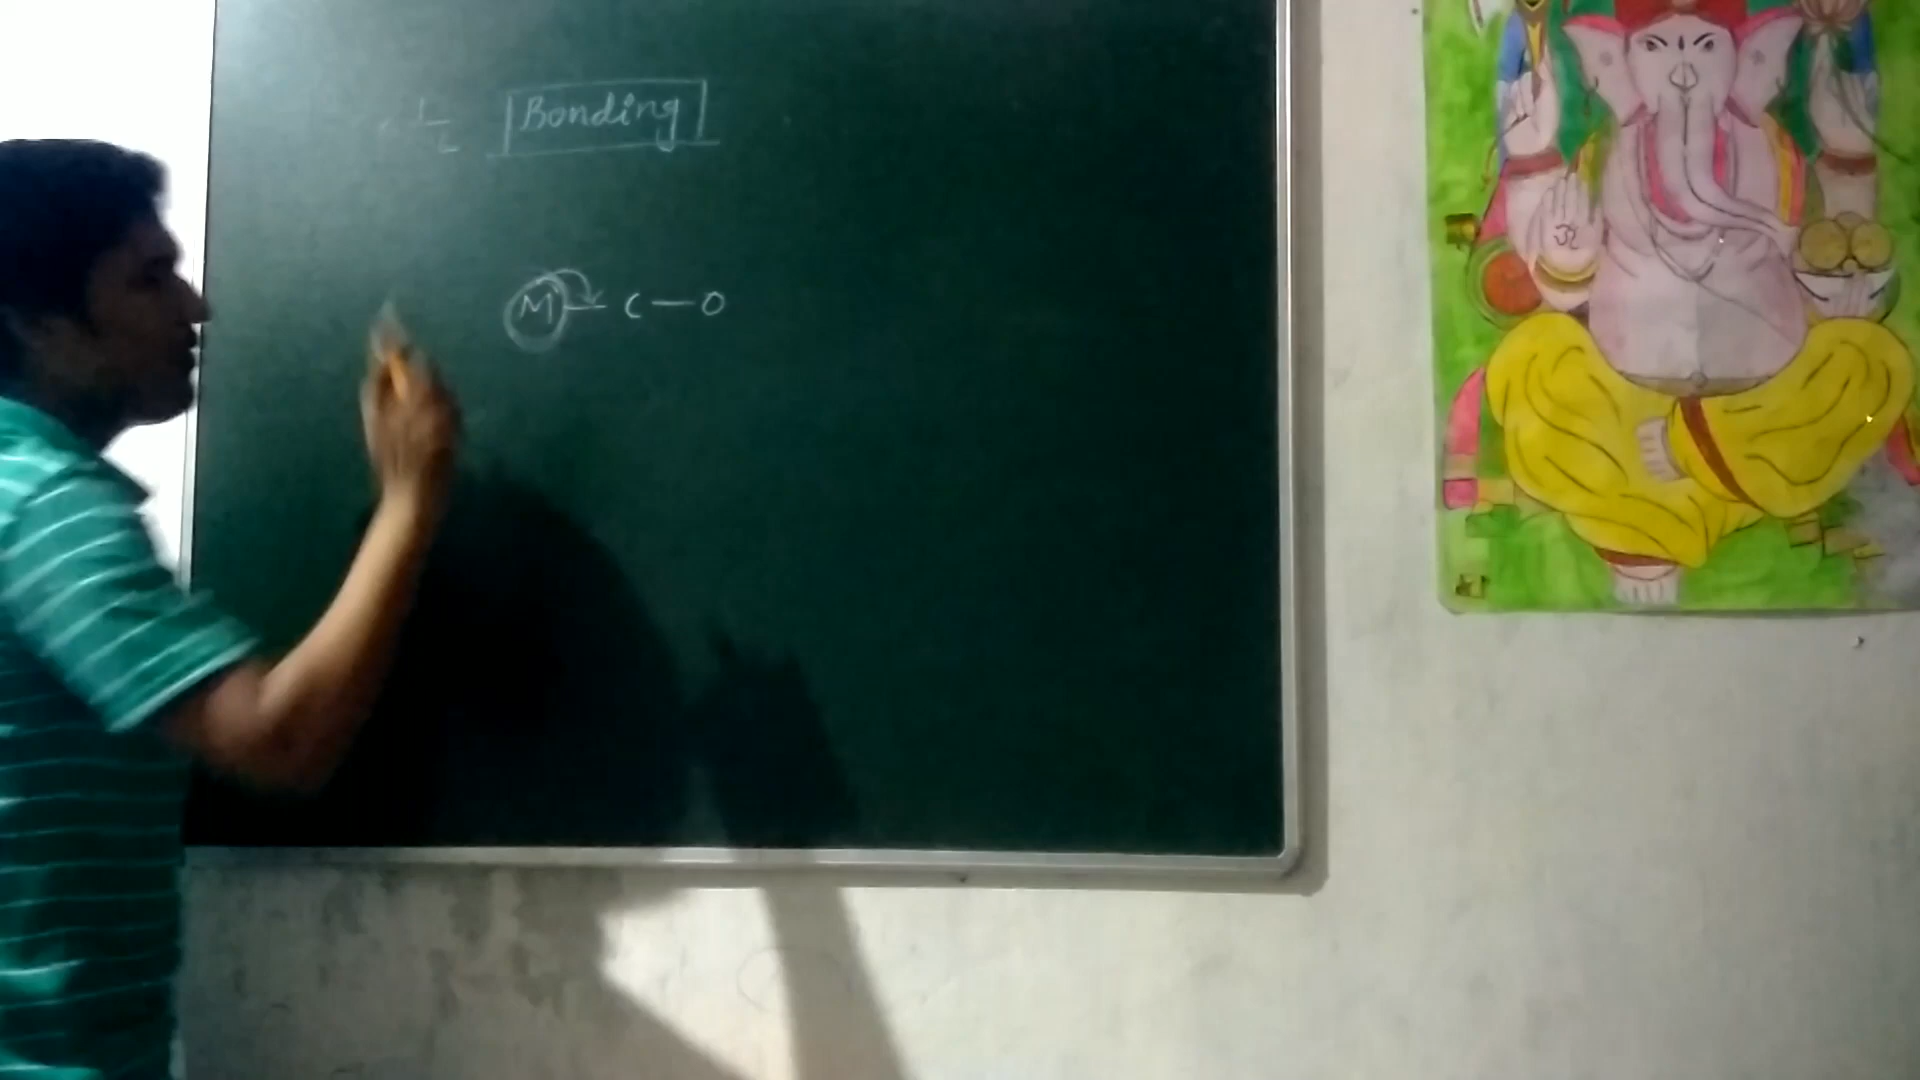 Bonding
M — C — O
ॐ